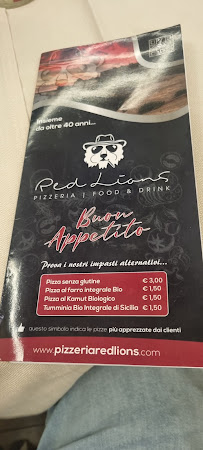 Insieme
da oltre 40 anni...
Red Lions
PIZZERIA | FOOD & DRINK
Buon
Appetito
Prova i nostri impasti alternativi...
Pizza senza glutine € 3,00
Pizza al farro integrale Bio € 1,50
Pizza al Kamut Biologico € 1,50
Tumminia Bio Integrale di Sicilia € 1,50
questo simbolo indica le pizze più apprezzate dai clienti
www.pizzeriaredlions.com